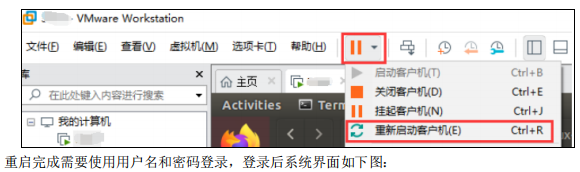 - VMware Workstation
文件(F) 编辑(E) 查看(V) 虚拟机(M) 选项卡(T) 帮助(H)
库
主页
启动客户机(T) Ctrl+B
在此处键入内容进行搜索
关闭客户机(D) Ctrl+E
Activities Term
挂起客户机(N) Ctrl+J
我的计算机
重新启动客户机(E) Ctrl+R
重启完成需要使用用户名和密码登录，登录后系统界面如下图：